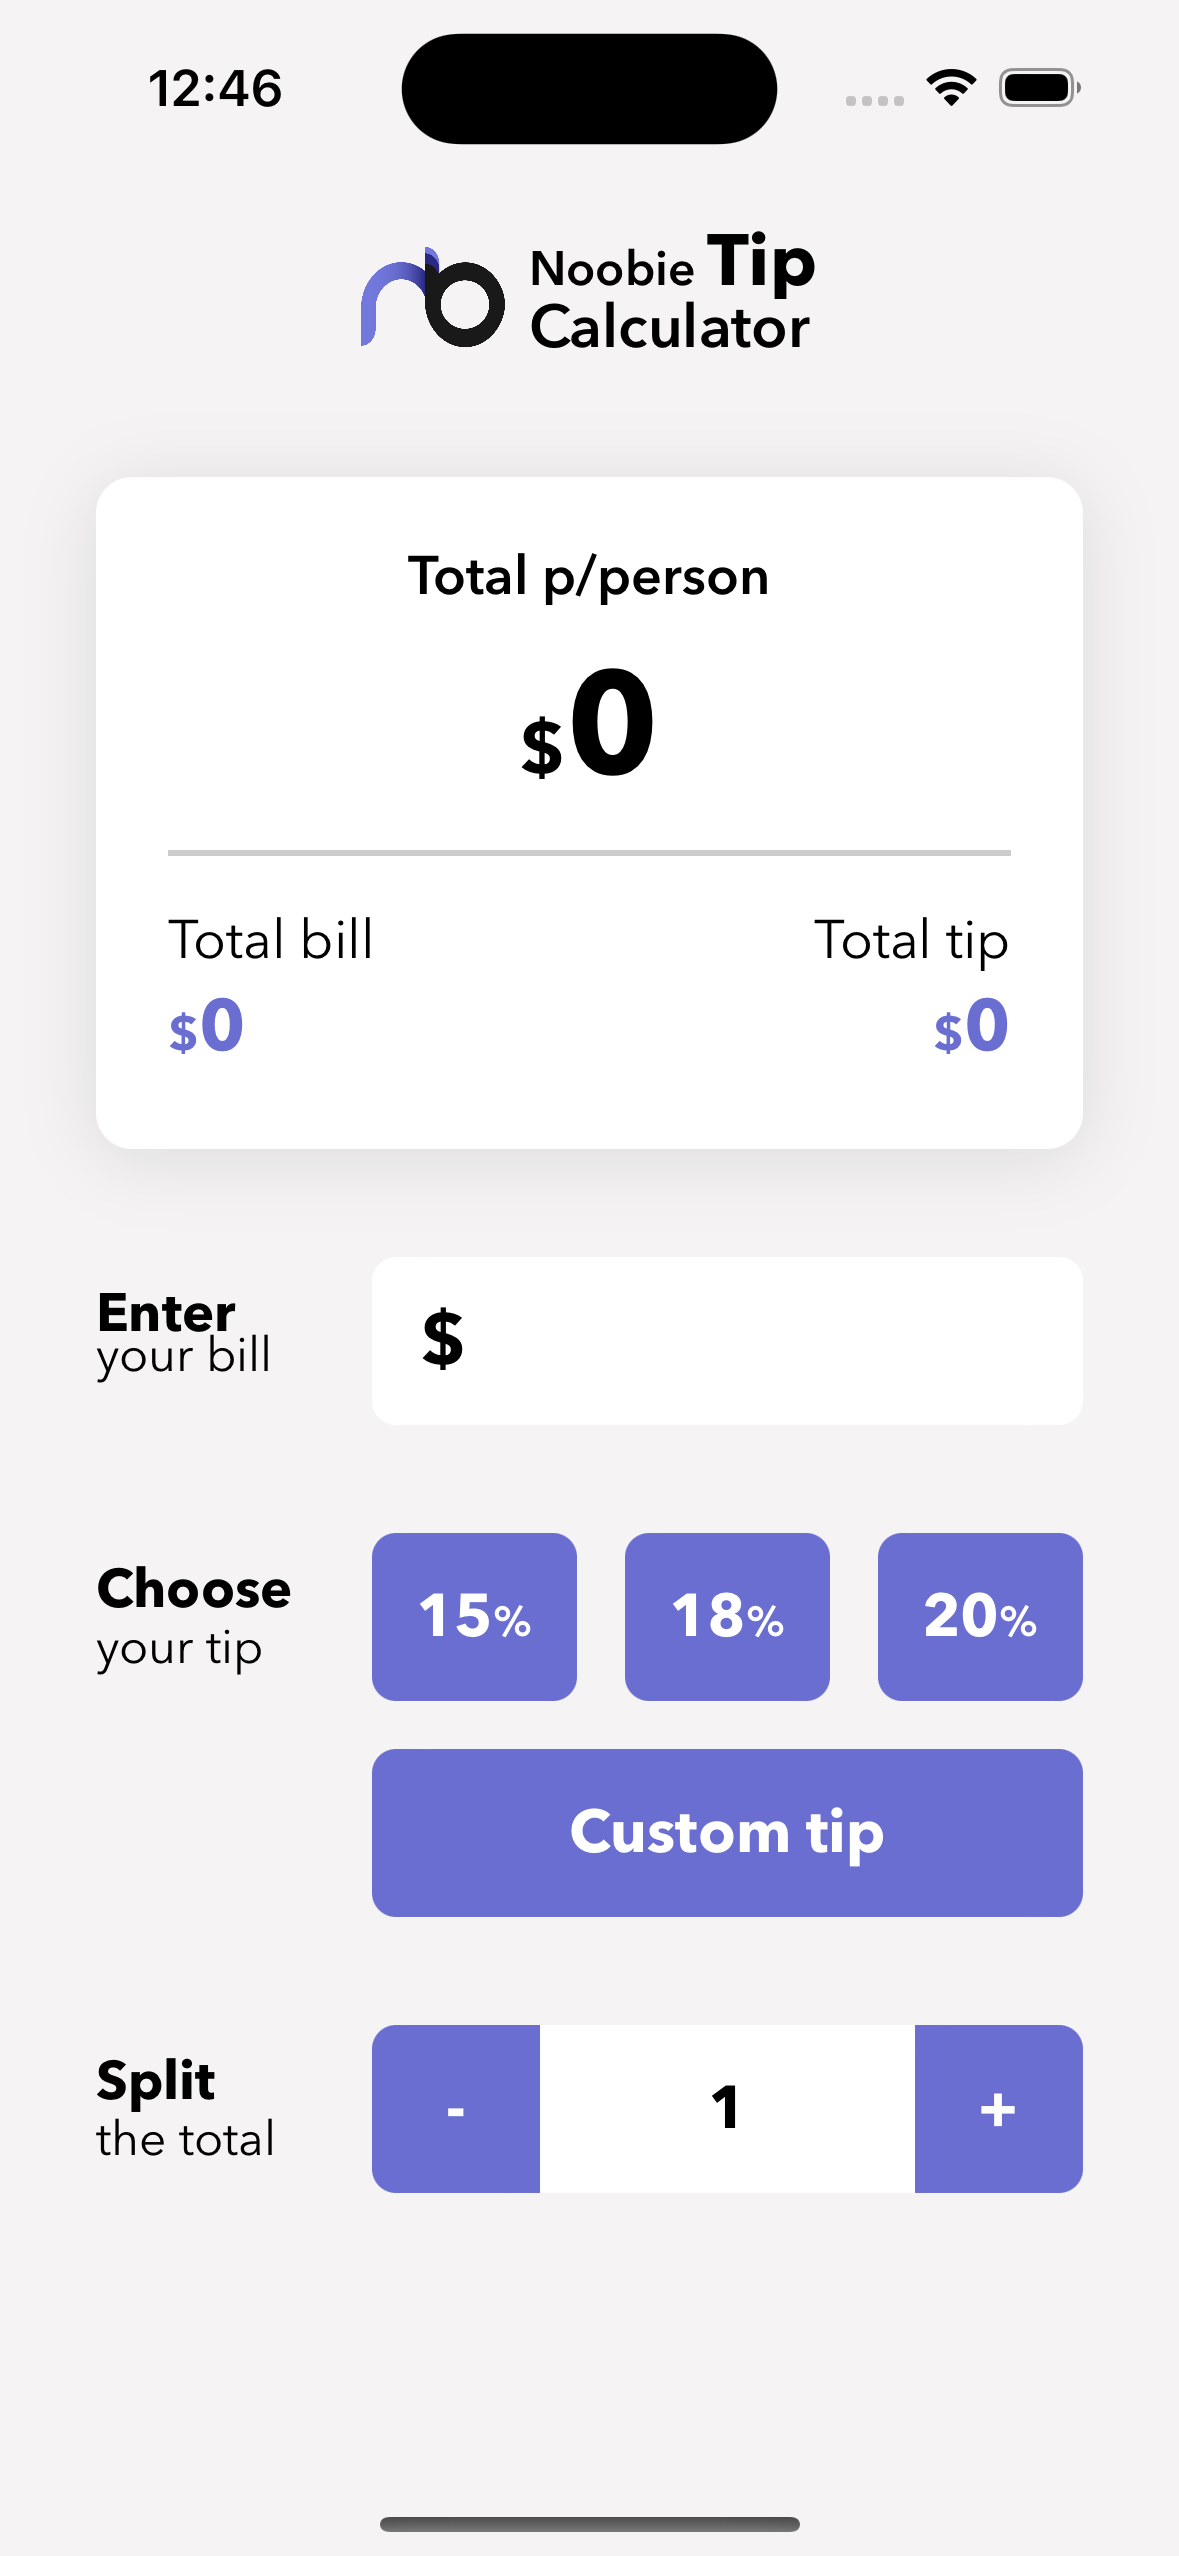 12:46
Noobie Tip
Calculator
Total p/person
$0
Total bill
Total tip
$0
$0
Enter
your bill
$
Choose
your tip
15%
18%
20%
Custom tip
Split
the total
-
1
+